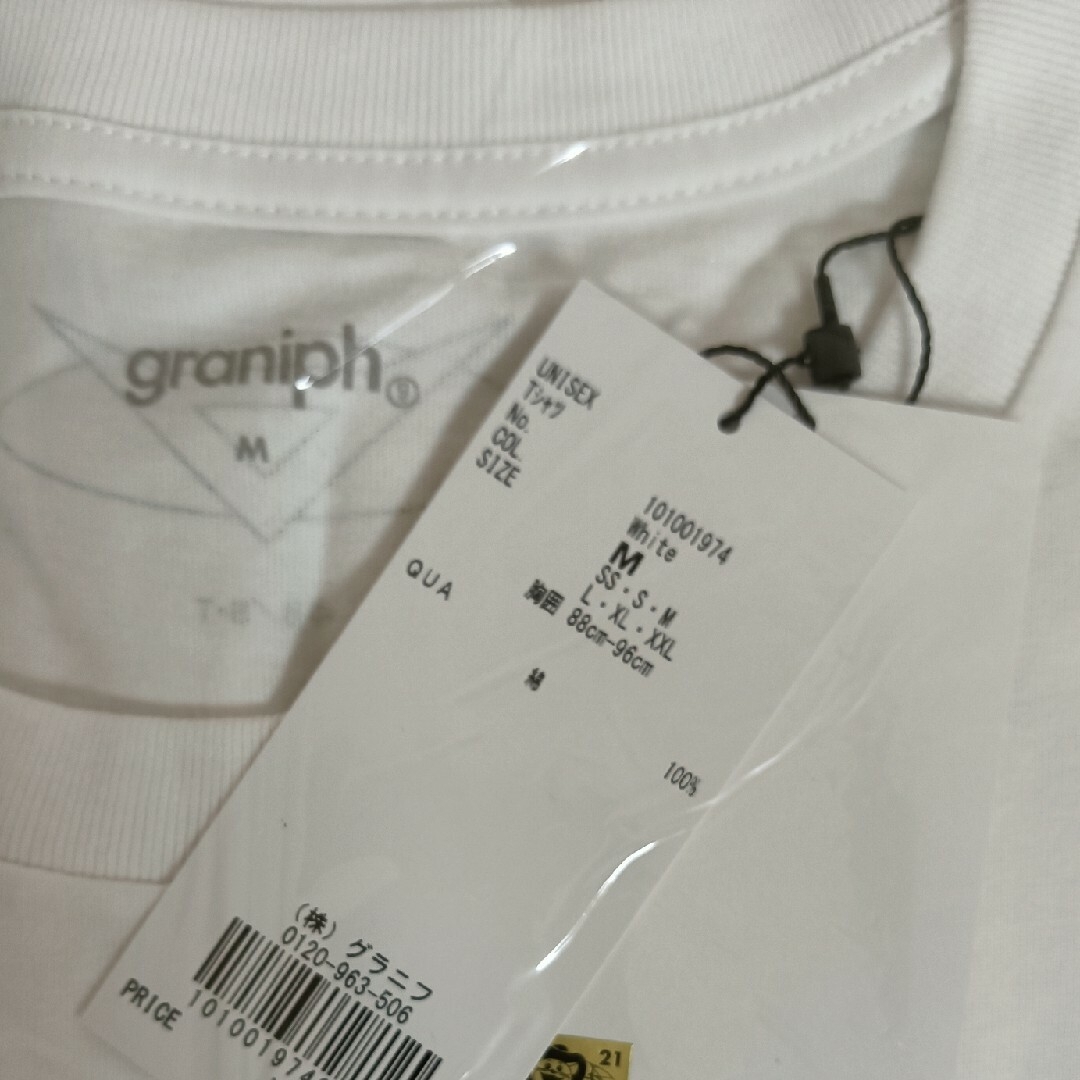 graniph
M
UNISEX
Tシャツ
No. 101001974
COL. White
SIZE M
SS・S・M
L・XL・XXL
胸囲 88cm-96cm
QUA
綿 100%
(株)グラニフ
0120-963-506
PRICE
21